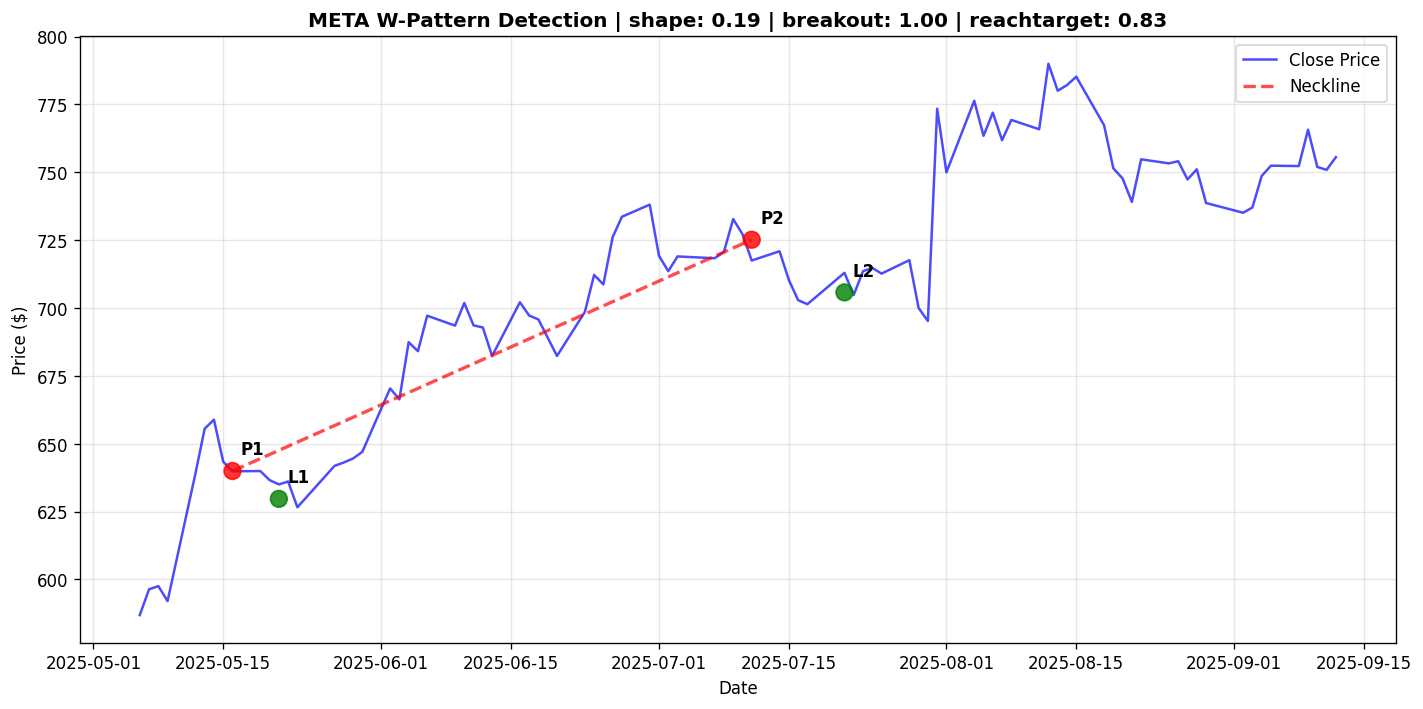 META W-Pattern Detection | shape: 0.19 | breakout: 1.00 | reachtarget: 0.83
Close Price
Neckline
800
775
750
725
700
675
650
625
600
Price ($)
P1
L1
P2
L2
2025-05-01 2025-05-15 2025-06-01 2025-06-15 2025-07-01 2025-07-15 2025-08-01 2025-08-15 2025-09-01 2025-09-15
Date